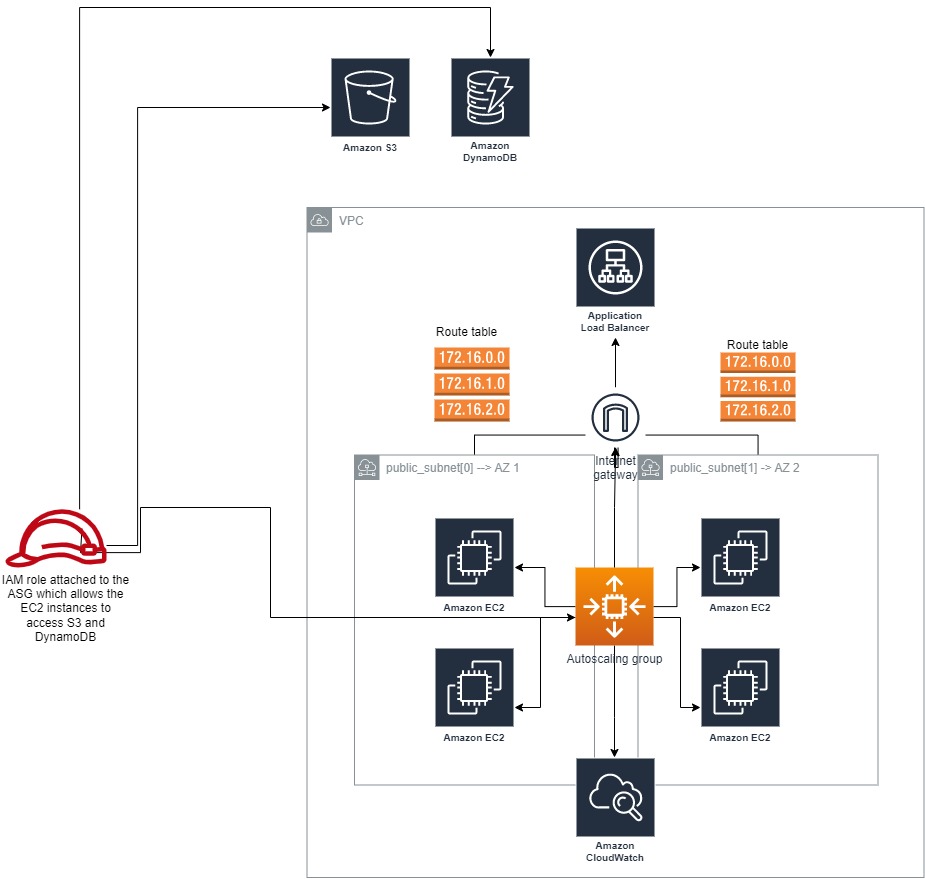 Amazon S3
Amazon
DynamoDB
VPC
Application
Load Balancer
Route table
172.16.0.0
172.16.1.0
172.16.2.0
Route table
172.16.0.0
172.16.1.0
172.16.2.0
Internet
gateway
public_subnet[0] --> AZ 1
public_subnet[1] -> AZ 2
IAM role attached to the
ASG which allows the
EC2 instances to
access S3 and
DynamoDB
Amazon EC2
Amazon EC2
Autoscaling group
Amazon EC2
Amazon EC2
Amazon
CloudWatch